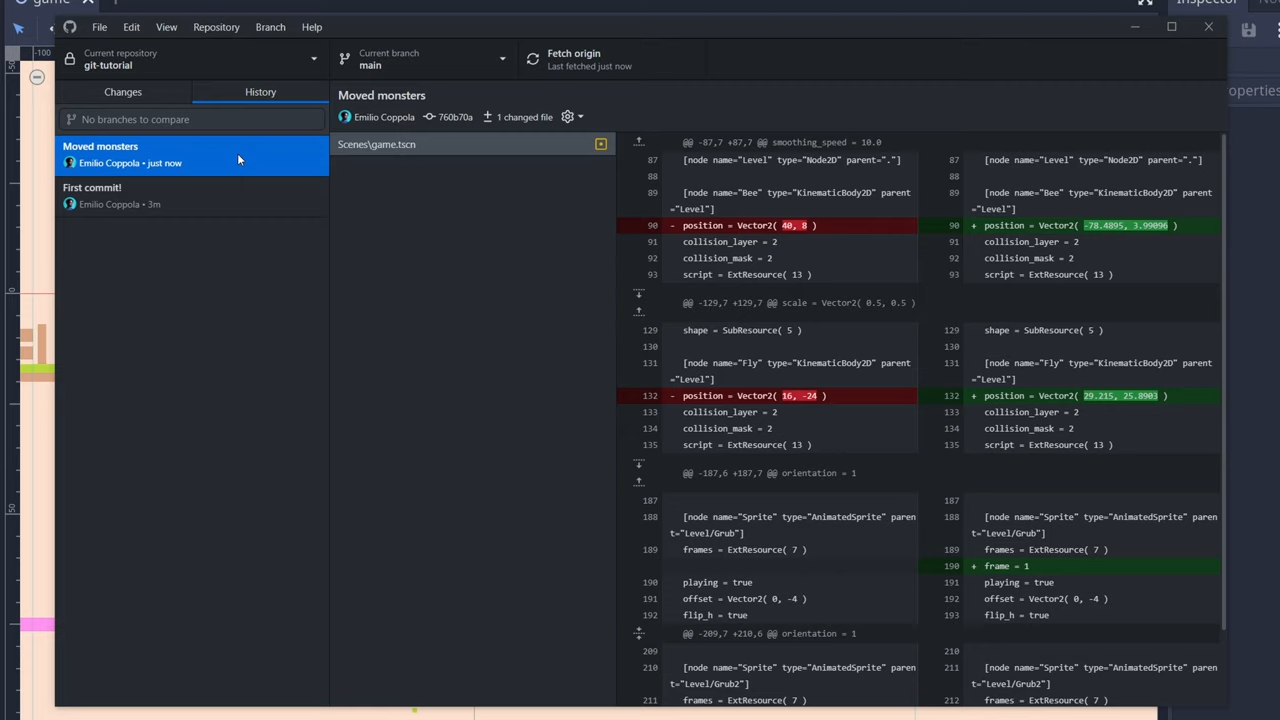 game
Inspector
File Edit View Repository Branch Help
-100
Current repository
git-tutorial
Current branch
main
Fetch origin
Last fetched just now
Changes
History
operties
No branches to compare
Moved monsters
Emilio Coppola • just now
First commit!
Emilio Coppola • 3m
Moved monsters
Emilio Coppola 760b70a 1 changed file
Scenes\game.tscn
@@ -87,7 +87,7 @@ smoothing_speed = 10.0
87 [node name="Level" type="Node2D" parent="."] 87 [node name="Level" type="Node2D" parent="."]
88 88
89 [node name="Bee" type="KinematicBody2D" parent 89 [node name="Bee" type="KinematicBody2D" parent
="Level"] ="Level"]
90 - position = Vector2( 40, 8 ) 90 + position = Vector2( -78.4895, 3.99096 )
91 collision_layer = 2 91 collision_layer = 2
92 collision_mask = 2 92 collision_mask = 2
93 script = ExtResource( 13 ) 93 script = ExtResource( 13 )
@@ -129,7 +129,7 @@ scale = Vector2( 0.5, 0.5 )
129 shape = SubResource( 5 ) 129 shape = SubResource( 5 )
130 130
131 [node name="Fly" type="KinematicBody2D" parent 131 [node name="Fly" type="KinematicBody2D" parent
="Level"] ="Level"]
132 - position = Vector2( 16, -24 ) 132 + position = Vector2( 29.215, 25.8903 )
133 collision_layer = 2 133 collision_layer = 2
134 collision_mask = 2 134 collision_mask = 2
135 script = ExtResource( 13 ) 135 script = ExtResource( 13 )
@@ -187,6 +187,7 @@ orientation = 1
187 187
188 [node name="Sprite" type="AnimatedSprite" paren 188 [node name="Sprite" type="AnimatedSprite" paren
t="Level/Grub"] t="Level/Grub"]
189 frames = ExtResource( 7 ) 189 frames = ExtResource( 7 )
190 + frame = 1
190 playing = true 191 playing = true
191 offset = Vector2( 0, -4 ) 192 offset = Vector2( 0, -4 )
192 flip_h = true 193 flip_h = true
@@ -209,7 +210,6 @@ orientation = 1
209 210
210 [node name="Sprite" type="AnimatedSprite" paren 211 [node name="Sprite" type="AnimatedSprite" paren
t="Level/Grub2"] t="Level/Grub2"]
211 frames = ExtResource( 7 ) 212 frames = ExtResource( 7 )
0
50